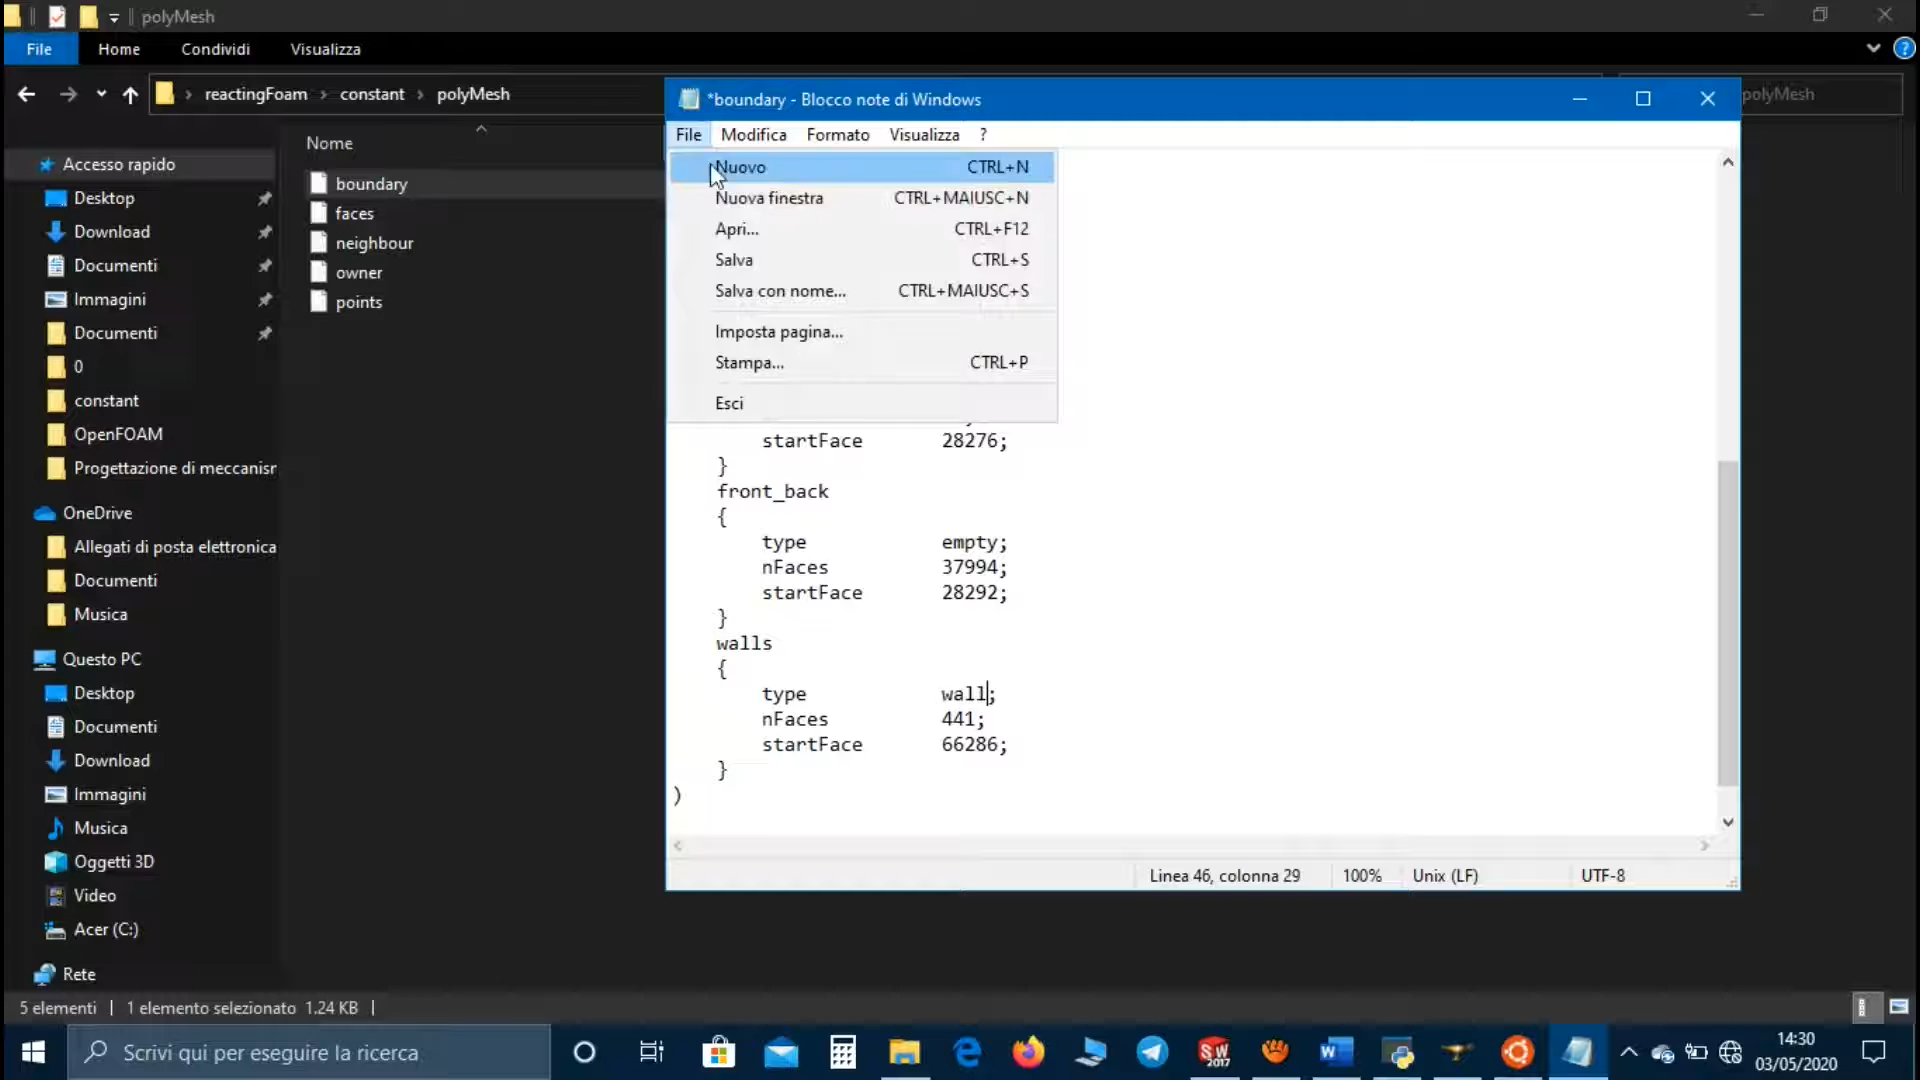 polyMesh
File Home Condividi Visualizza
reactingFoam constant polyMesh
polyMesh
Accesso rapido
Desktop
Download
Documenti
Immagini
Documenti
0
constant
OpenFOAM
Progettazione di meccanisr
OneDrive
Allegati di posta elettronica
Documenti
Musica
Questo PC
Desktop
Documenti
Download
Immagini
Musica
Oggetti 3D
Video
Acer (C:)
Rete
Nome
boundary
faces
neighbour
owner
points
*boundary - Blocco note di Windows
File Modifica Formato Visualizza ?
Nuovo CTRL+N
Nuova finestra CTRL+MAIUSC+N
Apri... CTRL+F12
Salva CTRL+S
Salva con nome... CTRL+MAIUSC+S
Imposta pagina...
Stampa... CTRL+P
Esci
startFace 28276;
}
front_back
{
type empty;
nFaces 37994;
startFace 28292;
}
walls
{
type wall;
nFaces 441;
startFace 66286;
}
)
Linea 46, colonna 29 100% Unix (LF) UTF-8
5 elementi 1 elemento selezionato 1.24 KB
Scrivi qui per eseguire la ricerca
SW
2017
W
14:30
03/05/2020